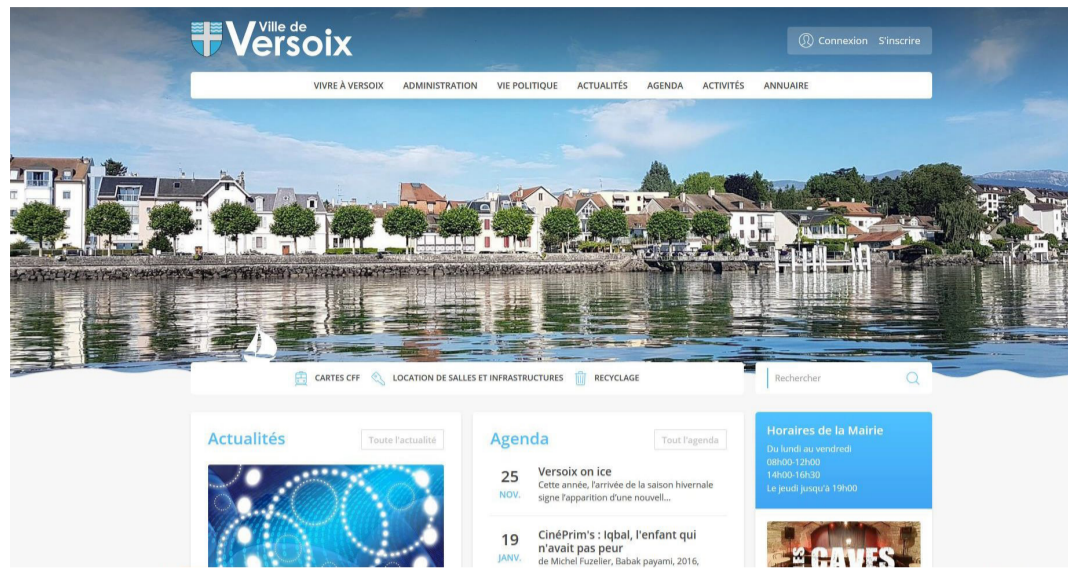 Ville de
Versoix
Connexion S'inscrire
VIVRE À VERSOIX ADMINISTRATION VIE POLITIQUE ACTUALITÉS AGENDA ACTIVITÉS ANNUAIRE
CARTES CFF LOCATION DE SALLES ET INFRASTRUCTURES RECYCLAGE
Rechercher
Actualités
Toute l'actualité
Agenda
Tout l'agenda
25
NOV.
Versoix on ice
Cette année, l'arrivée de la saison hivernale
signe l'apparition d'une nouvell...
19
JANV.
CinéPrim's : Iqbal, l'enfant qui
n'avait pas peur
de Michel Fuzelier, Babak payami, 2016,
Horaires de la Mairie
Du lundi au vendredi
08h00-12h00
14h00-16h30
Le jeudi jusqu'à 19h00
LES CAVES